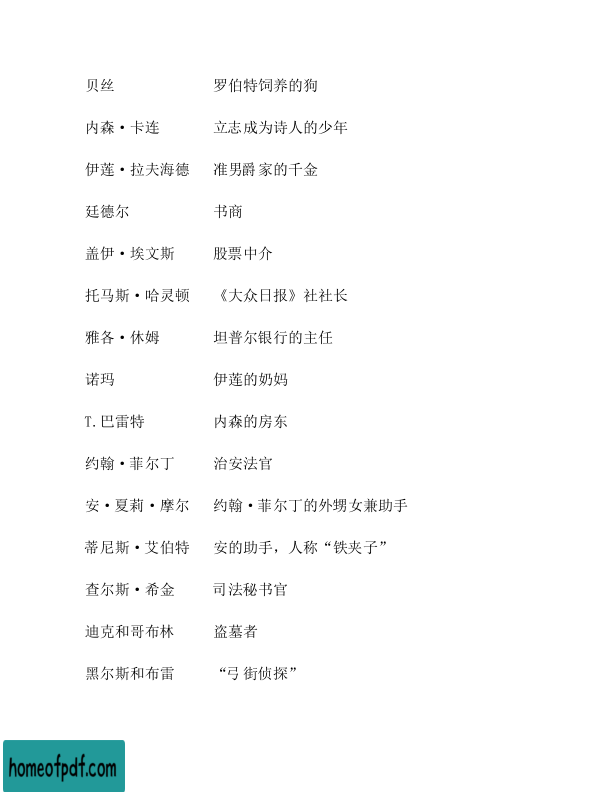 贝丝 罗伯特饲养的狗
内森·卡连 立志成为诗人的少年
伊莲·拉夫海德 准男爵家的千金
廷德尔 书商
盖伊·埃文斯 股票中介
托马斯·哈灵顿 《大众日报》社社长
雅各·休姆 坦普尔银行的主任
诺玛 伊莲的奶妈
T.巴雷特 内森的房东
约翰·菲尔丁 治安法官
安·夏莉·摩尔 约翰·菲尔丁的外甥女兼助手
蒂尼斯·艾伯特 安的助手，人称“铁夹子”
查尔斯·希金 司法秘书官
迪克和哥布林 盗墓者
黑尔斯和布雷 “弓街侦探”
homeofpdf.com